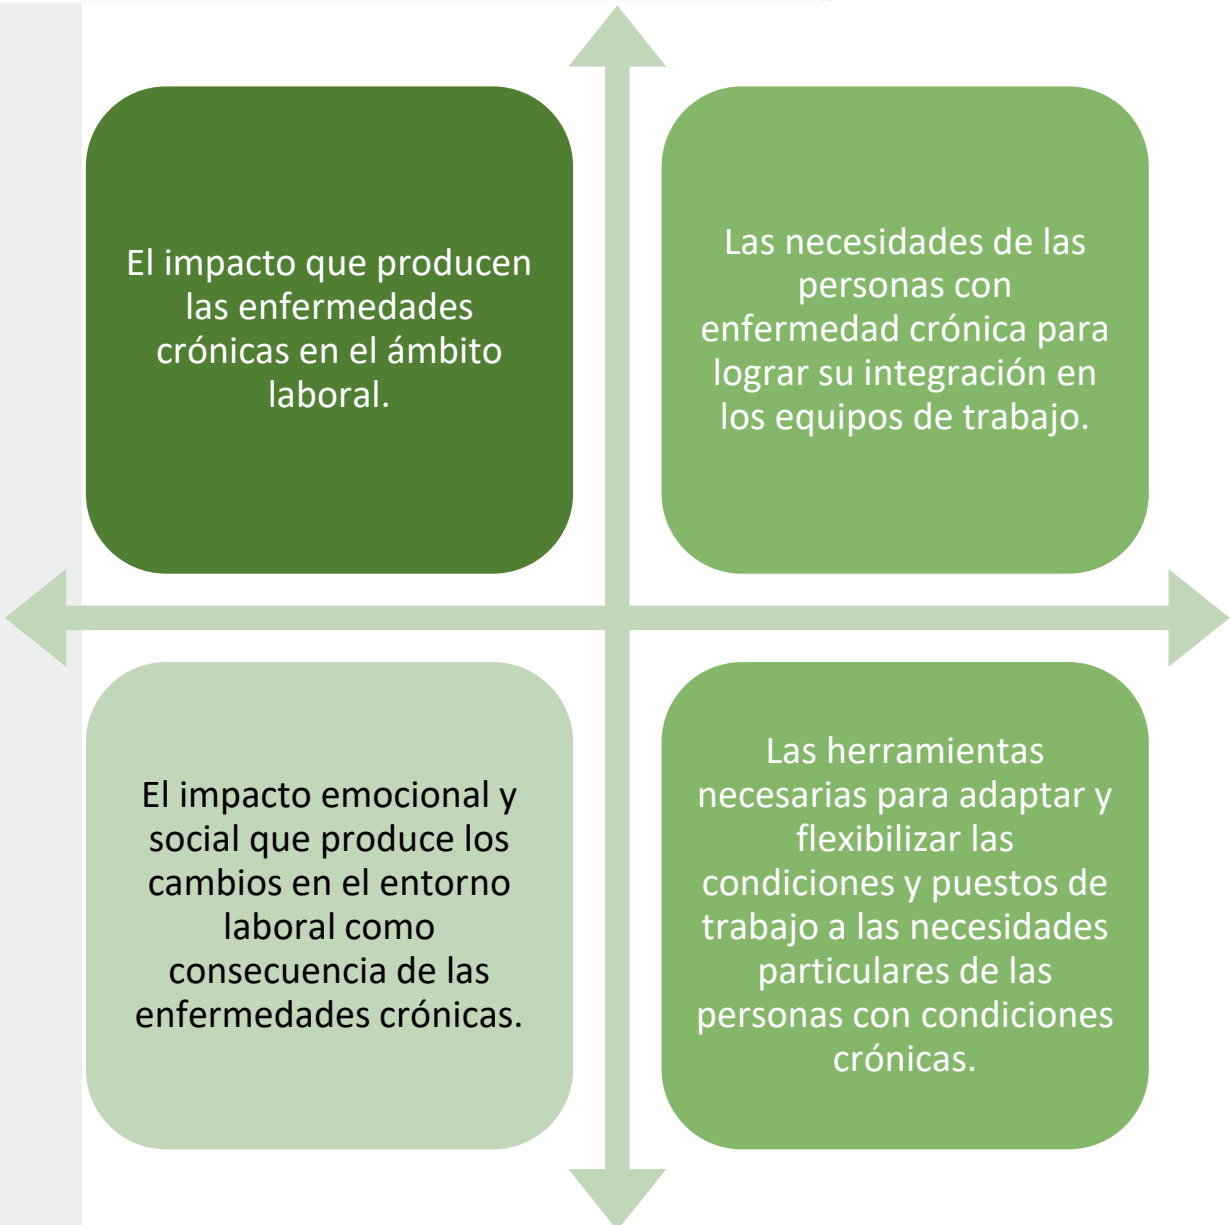 El impacto que producen
las enfermedades
crónicas en el ámbito
laboral.
Las necesidades de las
personas con
enfermedad crónica para
lograr su integración en
los equipos de trabajo.
El impacto emocional y
social que produce los
cambios en el entorno
laboral como
consecuencia de las
enfermedades crónicas.
Las herramientas
necesarias para adaptar y
flexibilizar las
condiciones y puestos de
trabajo a las necesidades
particulares de las
personas con condiciones
crónicas.